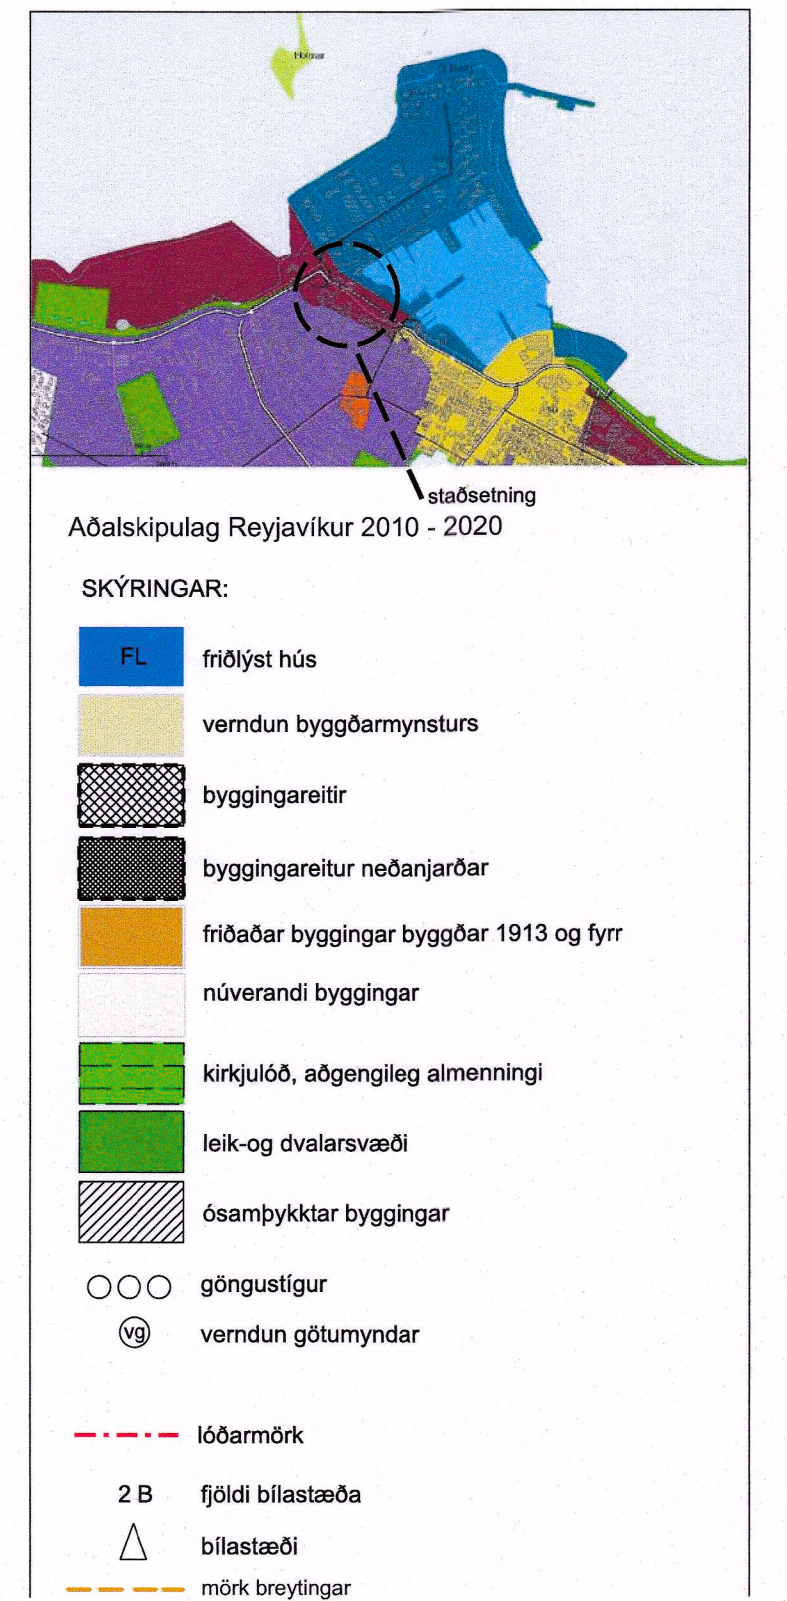 Hólmar
staðsetning
Aðalskipulag Reyjavíkur 2010 - 2020
SKÝRINGAR:
FL friðlýst hús
verndun byggðarmynsturs
byggingareitir
byggingareitur neðanjarðar
friðaðar byggingar byggðar 1913 og fyrr
núverandi byggingar
kirkjulóð, aðgengileg almenningi
leik-og dvalarsvæði
ósamþykktar byggingar
göngustígur
vg verndun götumyndar
lóðarmörk
2 B fjöldi bílastæða
bílastæði
mörk breytingar